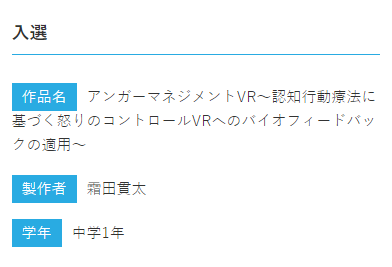 入選
作品名 アンガーマネジメントVR～認知行動療法に
基づく怒りのコントロールVRへのバイオフィードバッ
クの適用～
製作者 霜田貫太
学年 中学1年